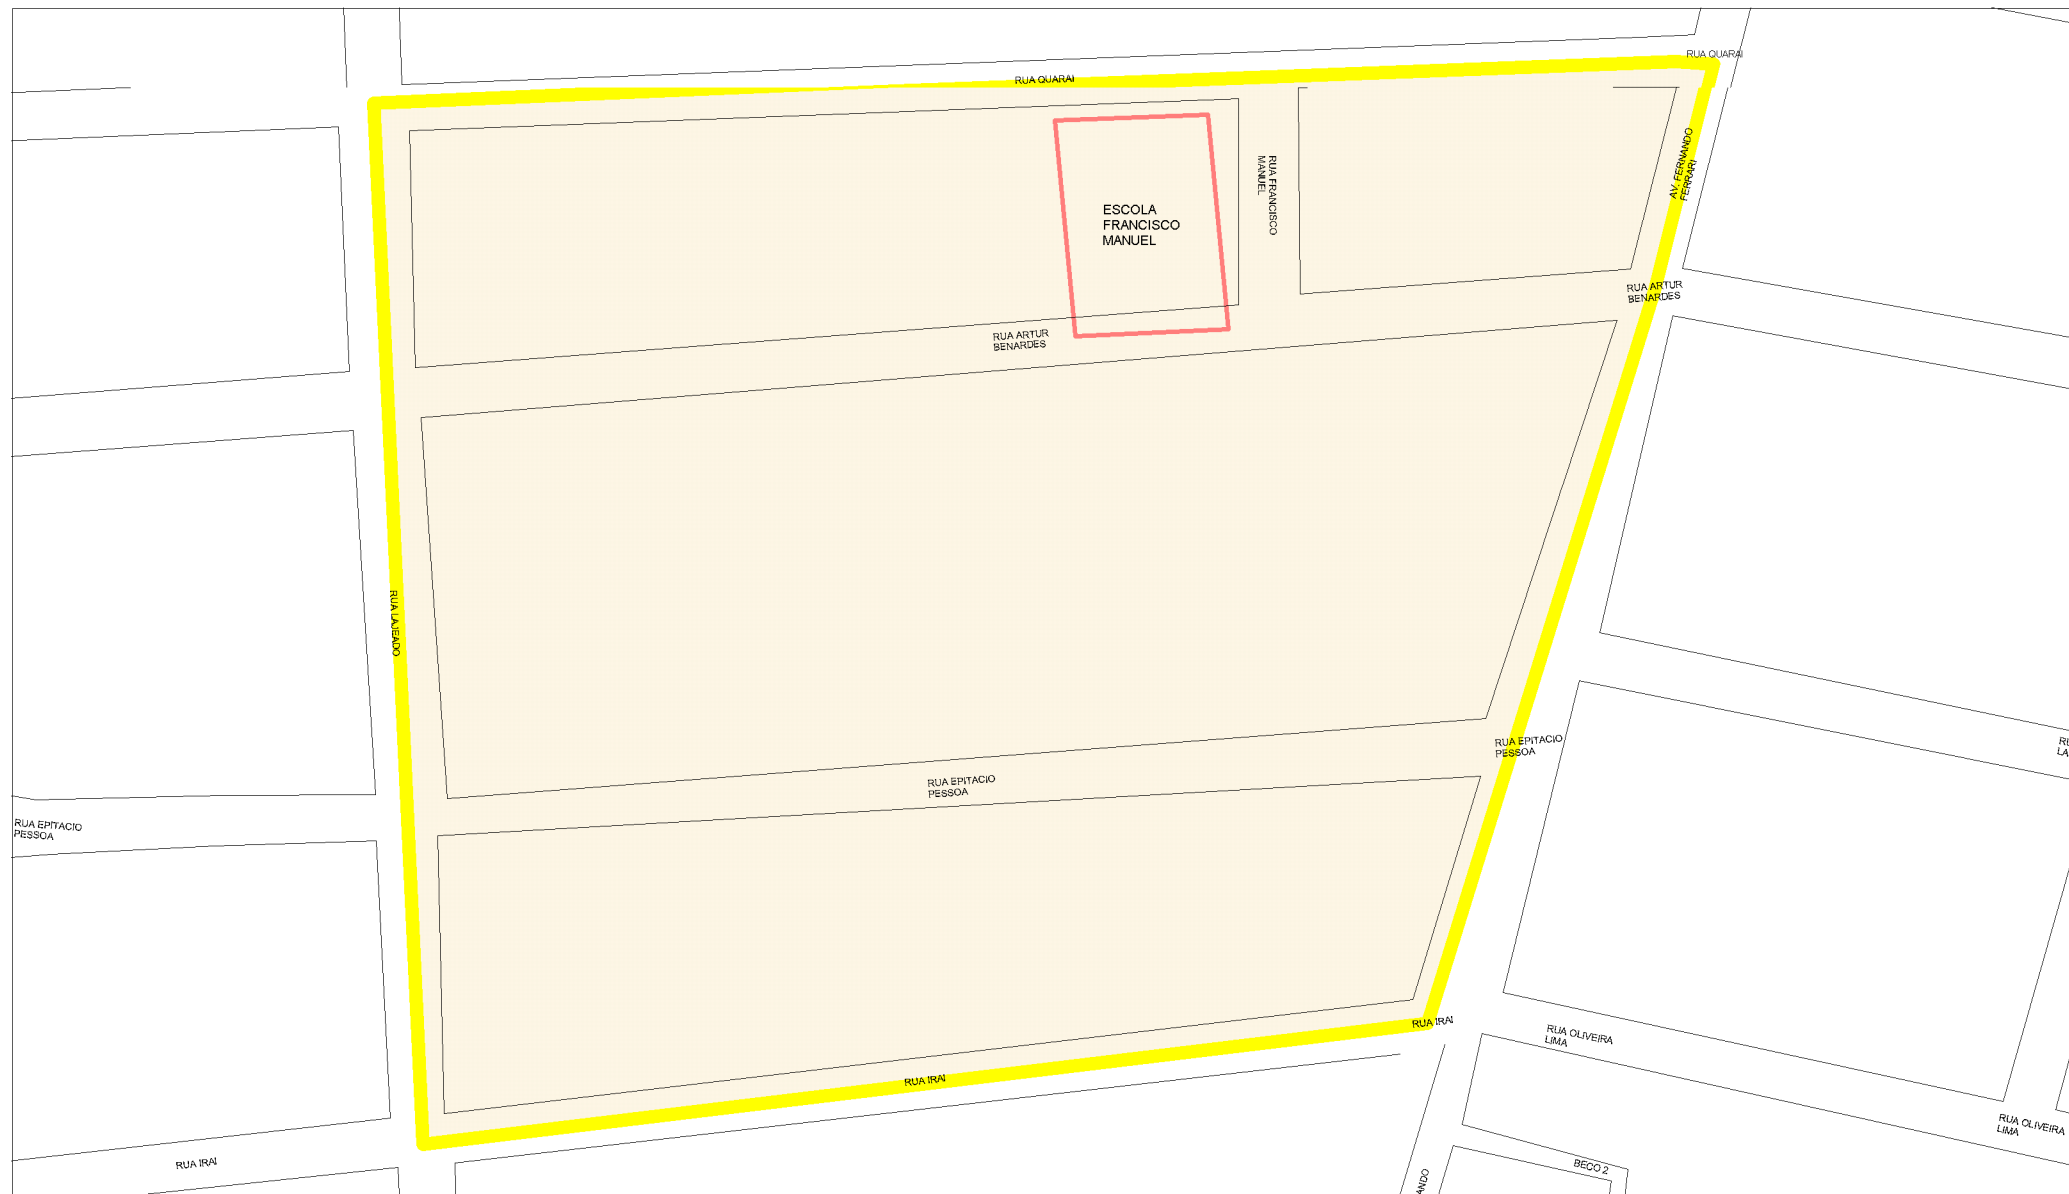 RUA QUARAI
RUA QUARAI
AV. FERNANDO
FERRARI
RUA FRANCISCO
MANUEL
ESCOLA
FRANCISCO
MANUEL
RUA ARTUR
BENARDES
RUA ARTUR
BENARDES
RUA LAJEADO
RUA EPITACIO
PESSOA
RUA EPITACIO
PESSOA
RUA EPITACIO
PESSOA
RUA IRAI
RUA IRAI
RUA IRAI
RUA OLIVEIRA
LIMA
RUA OLIVEIRA
LIMA
BECO 2